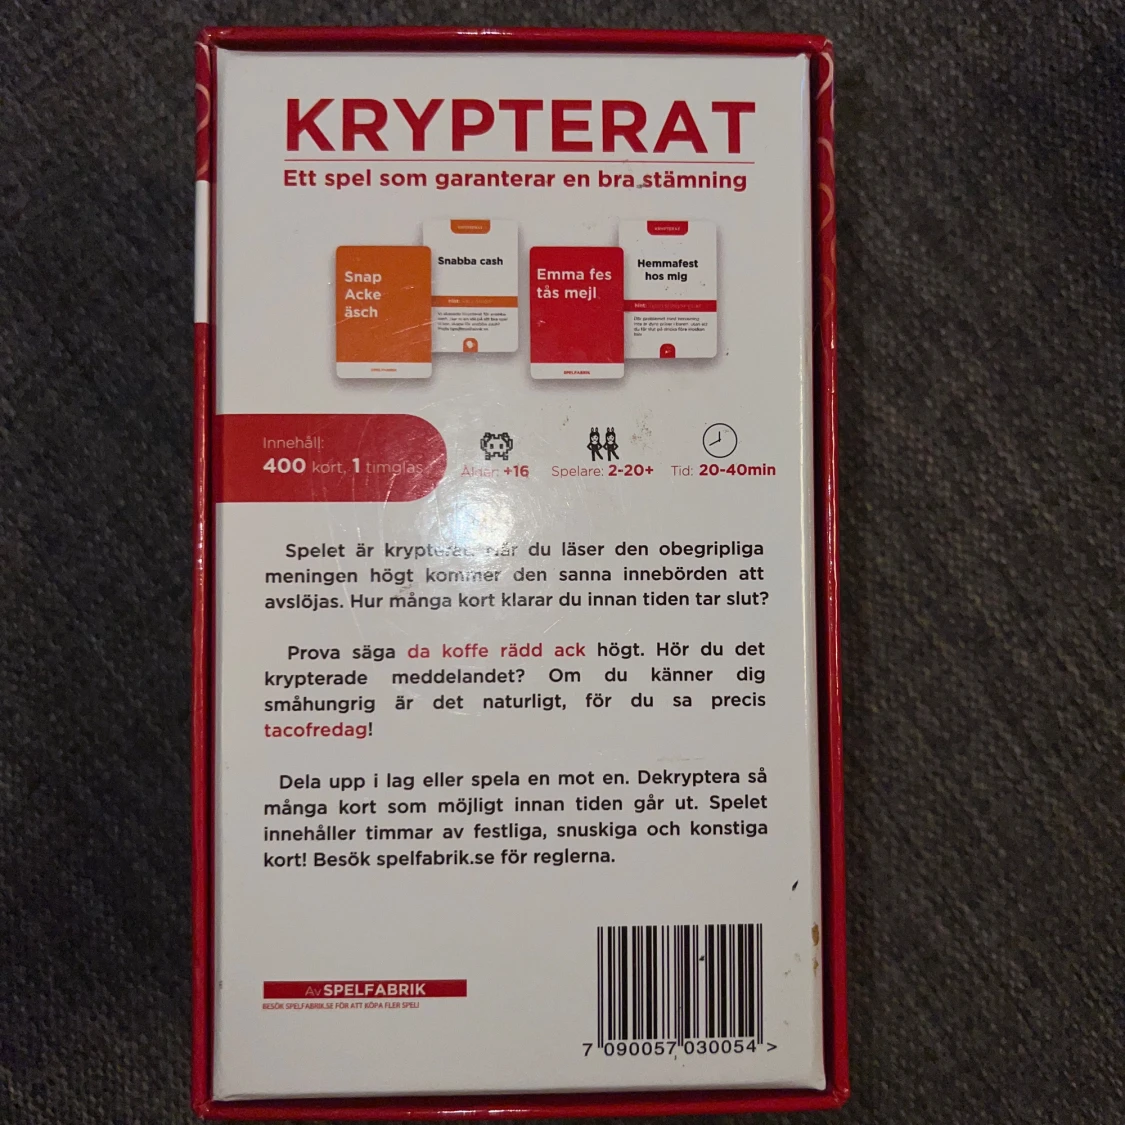 KRYPTERAT
Ett spel som garanterar en bra stämning
Snap
Acke
äsch
Snabba cash
Emma fes
tås mejl
KRYPTERAT
Hemmafest
hos mig
SPELFABRIK
Innehåll:
400 kort, 1 timglas
Ålder: +16
Spelare: 2-20+
Tid: 20-40min
Spelet är krypterat. När du läser den obegripliga
meningen högt kommer den sanna innebörden att
avslöjas. Hur många kort klarar du innan tiden tar slut?
Prova säga da koffe rädd ack högt. Hör du det
krypterade meddelandet? Om du känner dig
småhungrig är det naturligt, för du sa precis
tacofredag!
Dela upp i lag eller spela en mot en. Dekryptera så
många kort som möjligt innan tiden går ut. Spelet
innehåller timmar av festliga, snuskiga och konstiga
kort! Besök spelfabrik.se för reglerna.
Av SPELFABRIK
BESÖK SPELFABRIK.SE FÖR ATT KÖPA FLER SPEL!
7 090057 030054 >